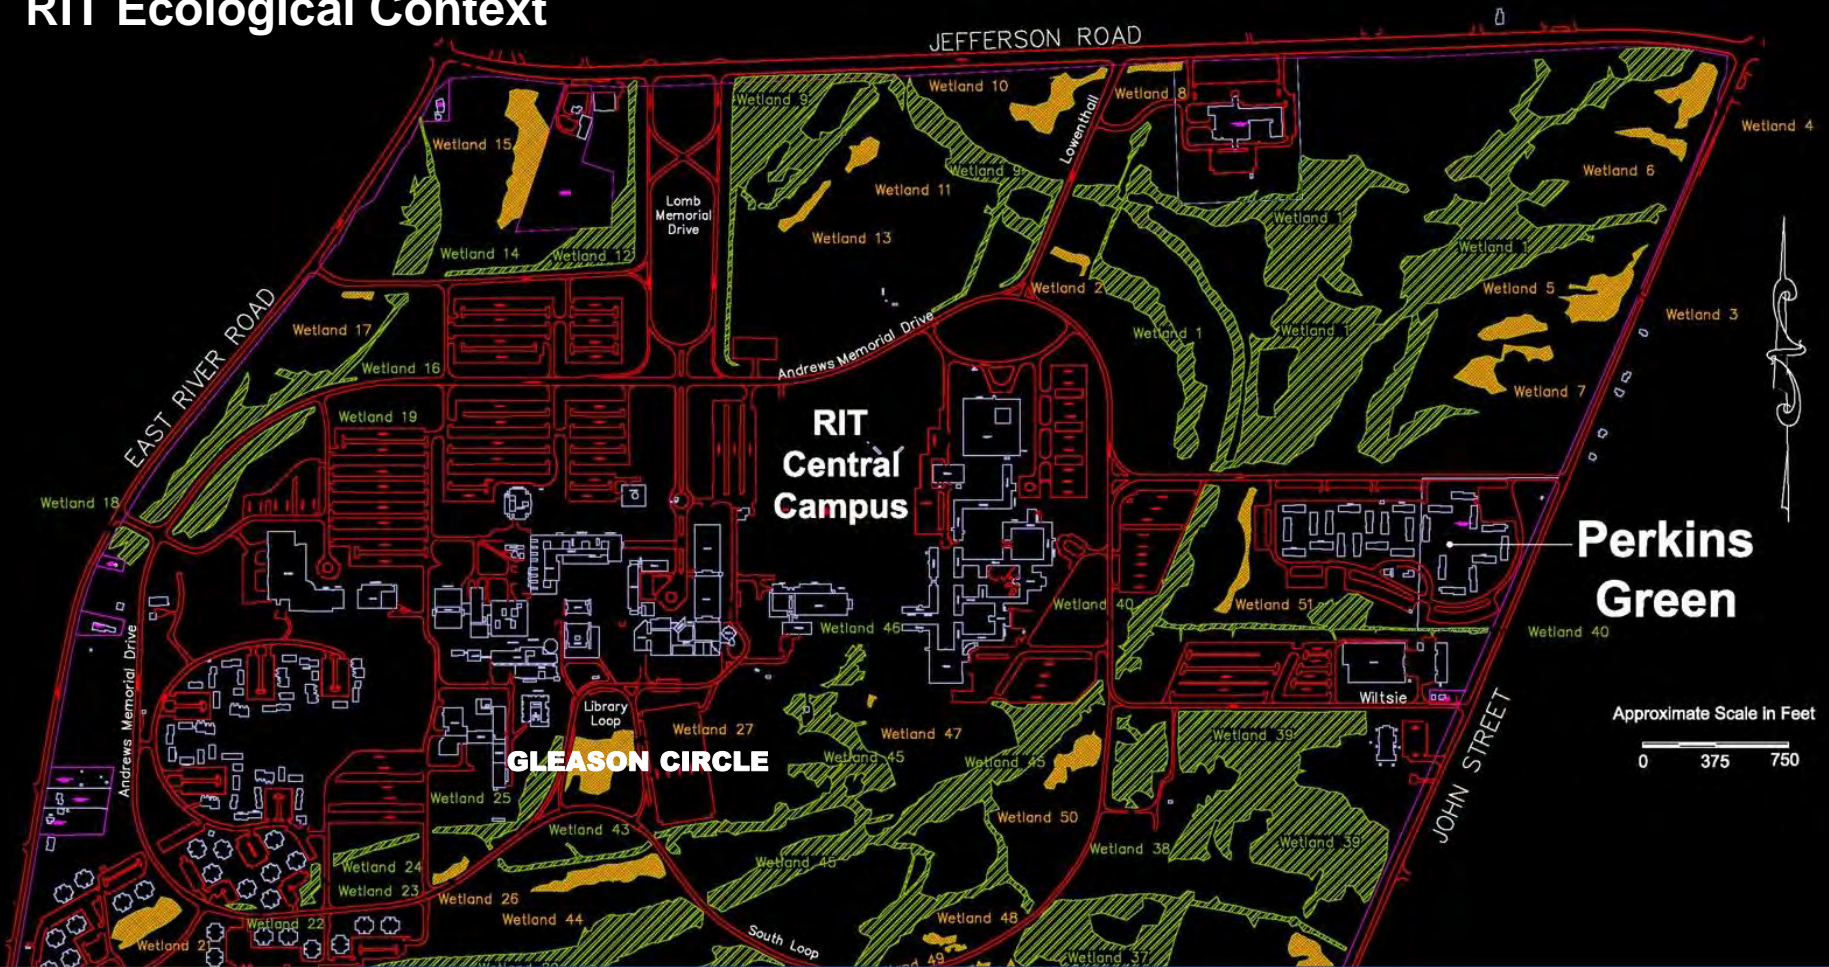 RIT Ecological Context
JEFFERSON ROAD
Wetland 10
Wetland 8
Wetland 9
Wetland 4
Lowenthall
Wetland 15
Wetland 9
Wetland 6
Wetland 11
Lomb
Memorial
Drive
Wetland 1
Wetland 13
Wetland 1
Wetland 14
Wetland 12
Wetland 2
Wetland 5
Wetland 3
EAST RIVER ROAD
Wetland 17
Wetland 1
Wetland 1
Andrews Memorial Drive
Wetland 16
Wetland 7
Wetland 19
RIT
Central
Campus
Wetland 18
Perkins
Green
Wetland 40
Wetland 51
Wetland 46
Wetland 40
Andrews Memorial Drive
Wiltsie
Library
Loop
Approximate Scale in Feet
0 375 750
Wetland 27
Wetland 47
Wetland 39
GLEASON CIRCLE
Wetland 45
Wetland 45
JOHN STREET
Wetland 25
Wetland 50
Wetland 43
Wetland 38
Wetland 39
Wetland 24
Wetland 45
Wetland 23
Wetland 26
Wetland 44
Wetland 48
Wetland 22
Wetland 21
South Loop
49
Wetland 37